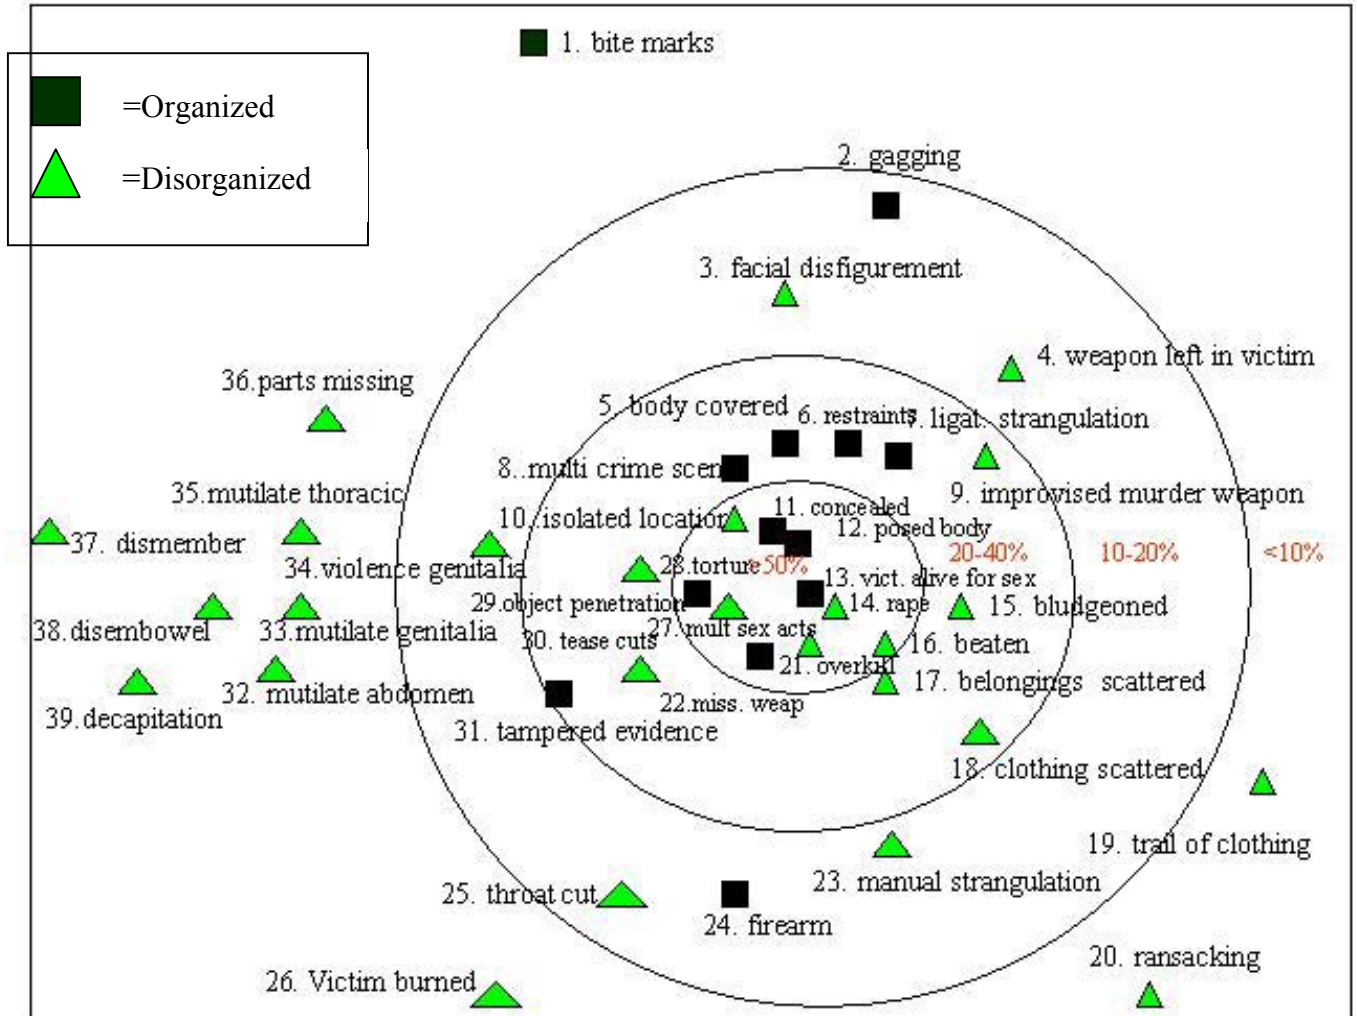 1. bite marks
=Organized
=Disorganized
2. gagging
3. facial disfigurement
4. weapon left in victim
36.parts missing
5. body covered
6. restraints
7. ligat. strangulation
8. multi crime scen
35.mutilate thoracic
9. improvised murder weapon
11. concealed
10. isolated location
12. posed body
37. dismember
20-40%
10-20%
<10%
34.violence genitalia
28.torture
>50%
13. vict. alive for sex
29.object penetration
14. rape
15. bludgeoned
38.disembowel
33.mutilate genitalia
27. mult sex acts
30. tease cuts
16. beaten
21. overkill
17. belongings scattered
32. mutilate abdomen
22.miss. weap
39.decapitation
31. tampered evidence
18. clothing scattered
19. trail of clothing
23. manual strangulation
25. throat cut
24. firearm
20. ransacking
26. Victim burned